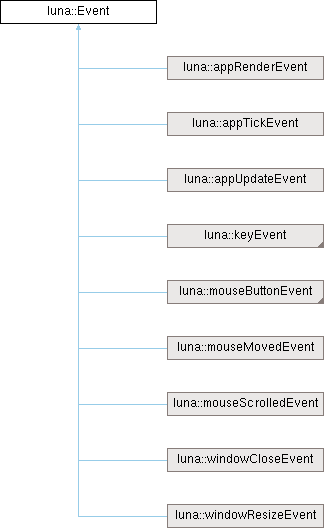 luna::Event
luna::appRenderEvent
luna::appTickEvent
luna::appUpdateEvent
luna::keyEvent
luna::mouseButtonEvent
luna::mouseMovedEvent
luna::mouseScrolledEvent
luna::windowCloseEvent
luna::windowResizeEvent